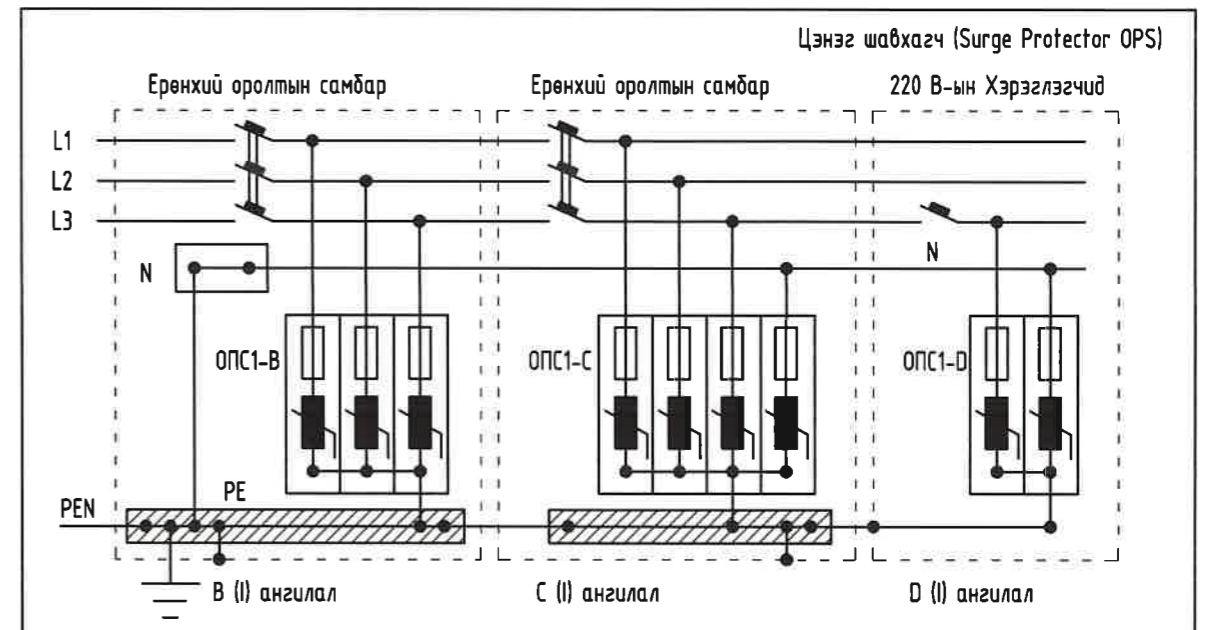 Цэнэг шавхагч (Surge Protector OPS)
Ерөнхий оролтын самбар
Ерөнхий оролтын самбар
220 В-ын Хэрэглэгчид
L1
L2
L3
N
N
ОПС1-В
ОПС1-С
ОПС1-D
PE
PEN
В (I) ангилал
С (I) ангилал
D (I) ангилал